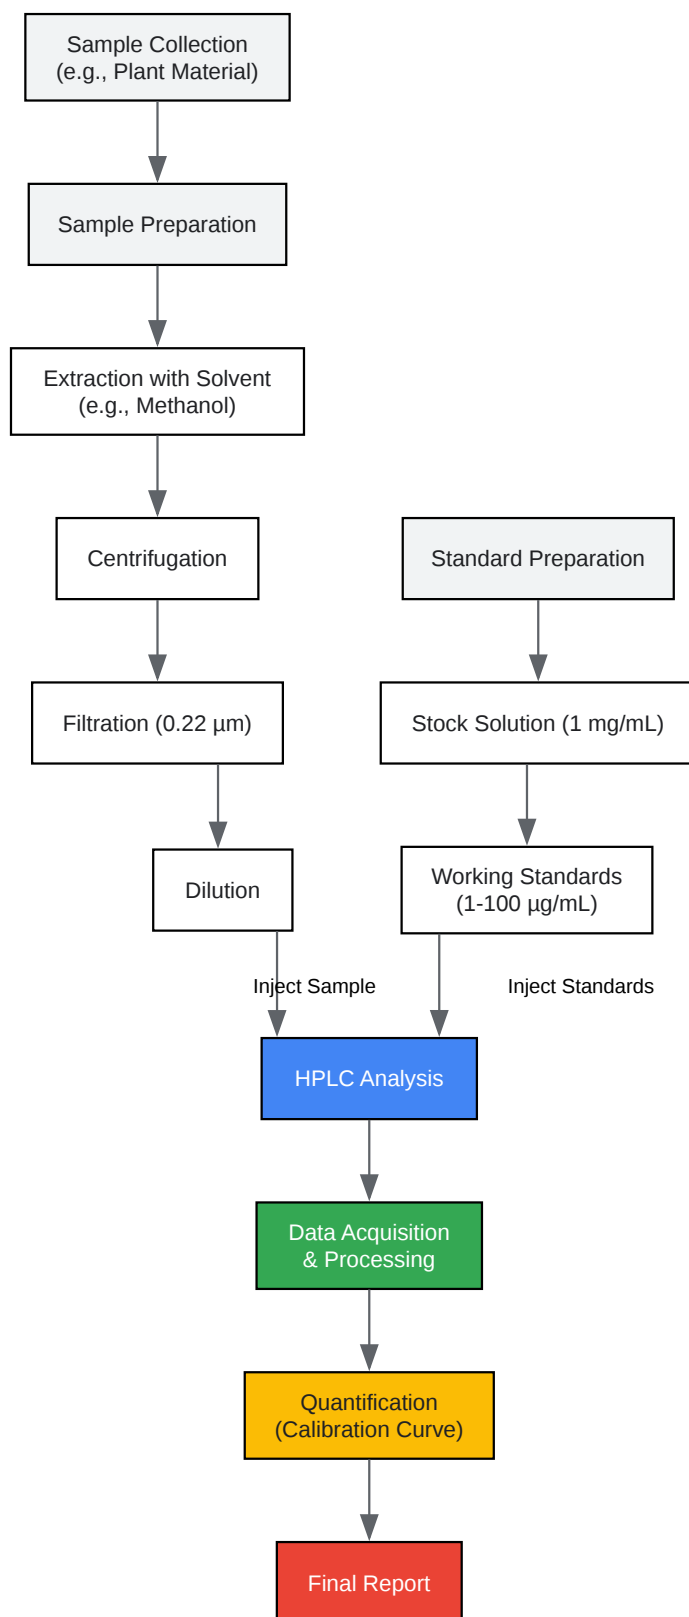 Sample Collection
(e.g., Plant Material)
Sample Preparation
Extraction with Solvent
(e.g., Methanol)
Centrifugation
Standard Preparation
Filtration (0.22 µm)
Stock Solution (1 mg/mL)
Dilution
Working Standards
(1-100 µg/mL)
Inject Sample
Inject Standards
HPLC Analysis
Data Acquisition
& Processing
Quantification
(Calibration Curve)
Final Report